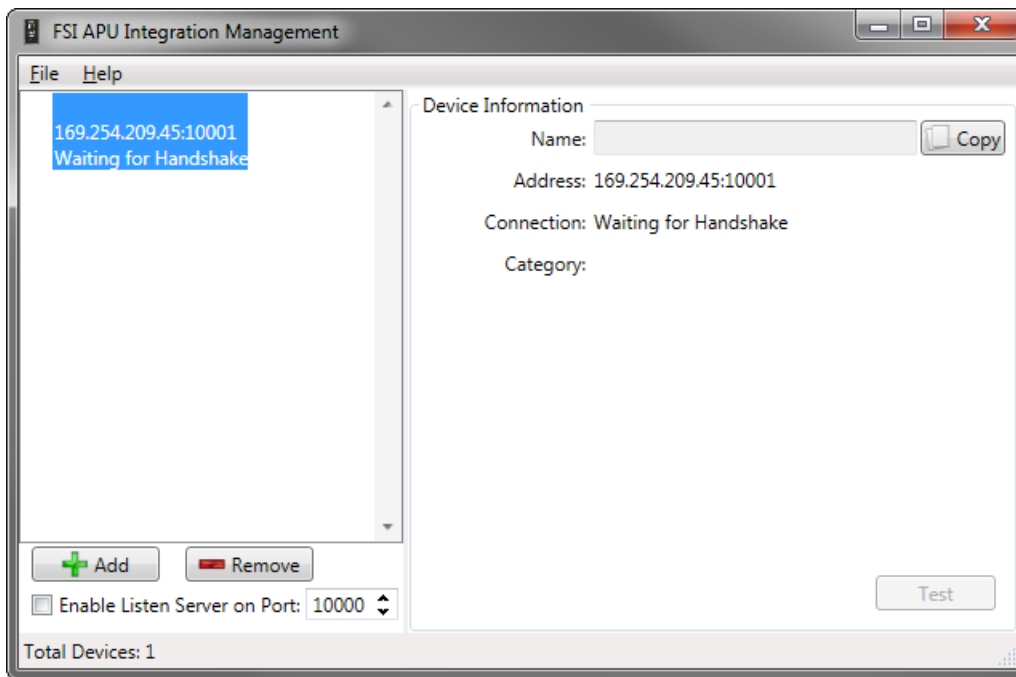 FSI APU Integration Management
File Help
169.254.209.45:10001
Waiting for Handshake
Add Remove
Enable Listen Server on Port: 10000
Device Information
Name: Copy
Address: 169.254.209.45:10001
Connection: Waiting for Handshake
Category:
Test
Total Devices: 1